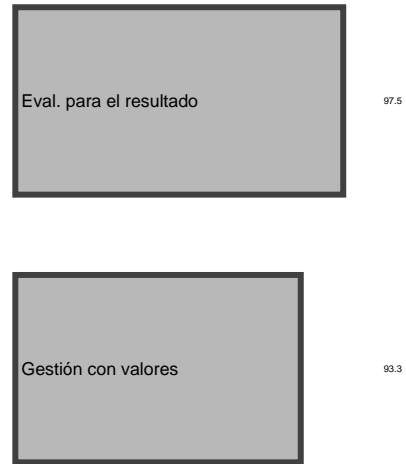 Eval. para el resultado 97.5
Gestión con valores 93.3